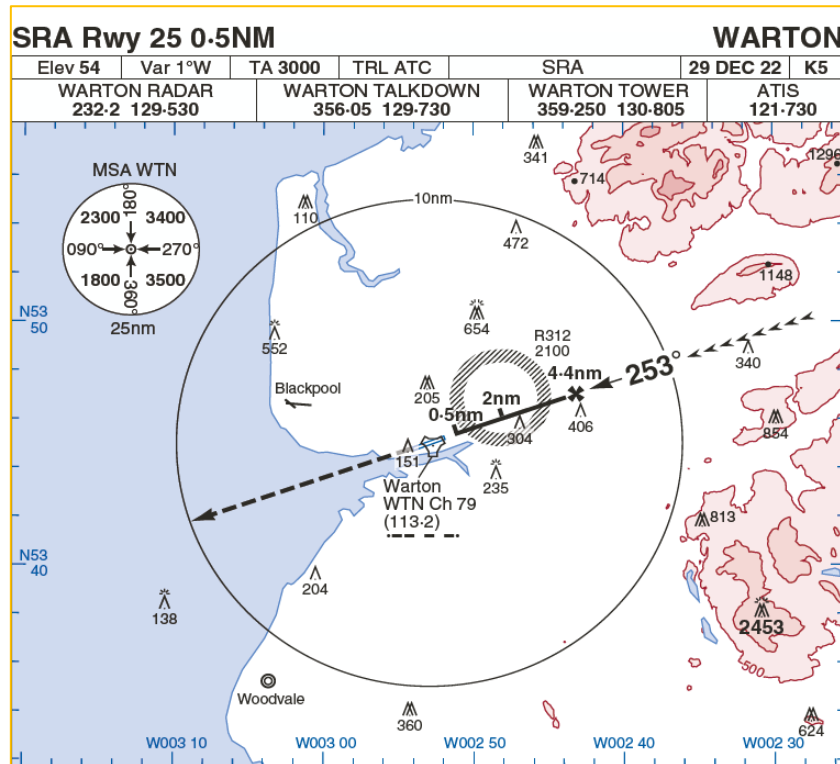 SRA Rwy 25 0·5NM WARTON
Elev 54 Var 1°W TA 3000 TRL ATC SRA 29 DEC 22 K5
WARTON RADAR WARTON TALKDOWN WARTON TOWER ATIS
232·2 129·530 356·05 129·730 359·250 130·805 121·730
MSA WTN
180°
2300 3400
090° 270°
1800 3500
360°
25nm
341
714
1296
110
10nm
472
1148
N53
50
552
654
R312
2100
253°
340
4·4nm
Blackpool
205
2nm
0·5nm
304
406
854
151
235
Warton
WTN Ch 79
(113·2)
813
N53
40
204
138
2453
500
Woodvale
360
624
W003 10 W003 00 W002 50 W002 40 W002 30